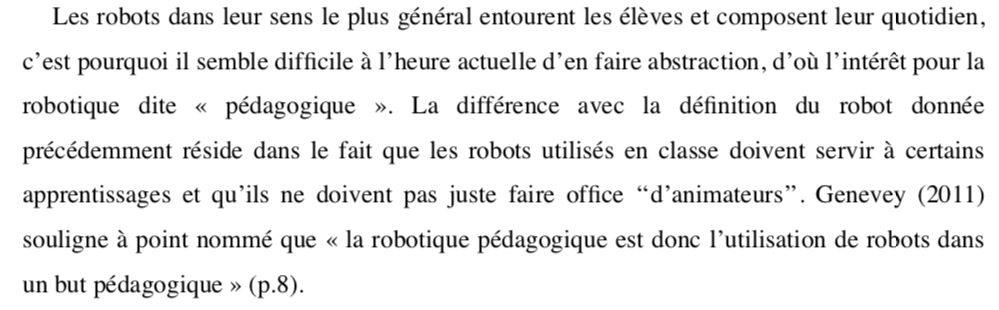 Les robots dans leur sens le plus général entourent les élèves et composent leur quotidien,
c’est pourquoi il semble difficile à l’heure actuelle d’en faire abstraction, d’où l’intérêt pour la
robotique dite « pédagogique ». La différence avec la définition du robot donnée
précédemment réside dans le fait que les robots utilisés en classe doivent servir à certains
apprentissages et qu’ils ne doivent pas juste faire office “d’animateurs”. Genevey (2011)
souligne à point nommé que « la robotique pédagogique est donc l’utilisation de robots dans
un but pédagogique » (p.8).